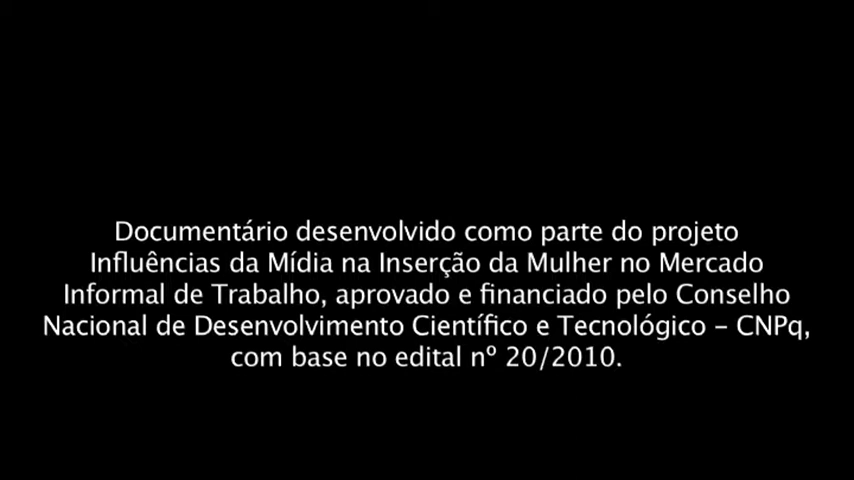 Documentário desenvolvido como parte do projeto
Influências da Mídia na Inserção da Mulher no Mercado
Informal de Trabalho, aprovado e financiado pelo Conselho
Nacional de Desenvolvimento Científico e Tecnológico – CNPq,
com base no edital nº 20/2010.